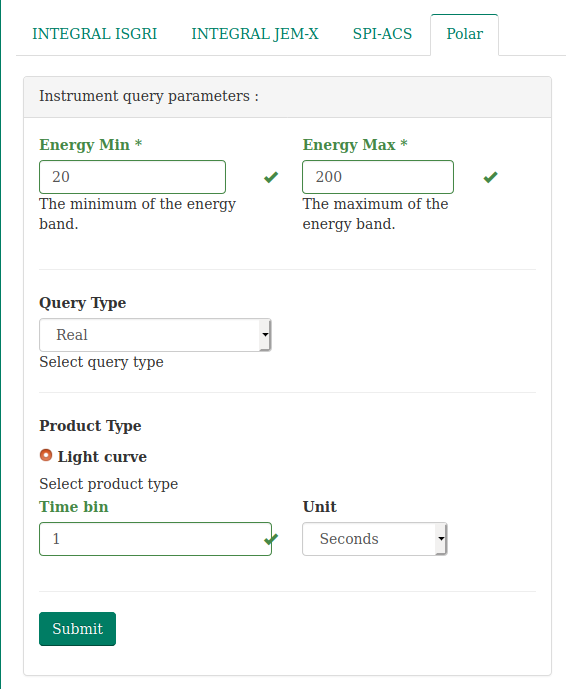 INTEGRAL ISGRI INTEGRAL JEM-X SPI-ACS Polar
Instrument query parameters :
Energy Min * Energy Max *
20 200
The minimum of the energy band. The maximum of the energy band.
Query Type
Real
Select query type
Product Type
Light curve
Select product type
Time bin Unit
1 Seconds
Submit